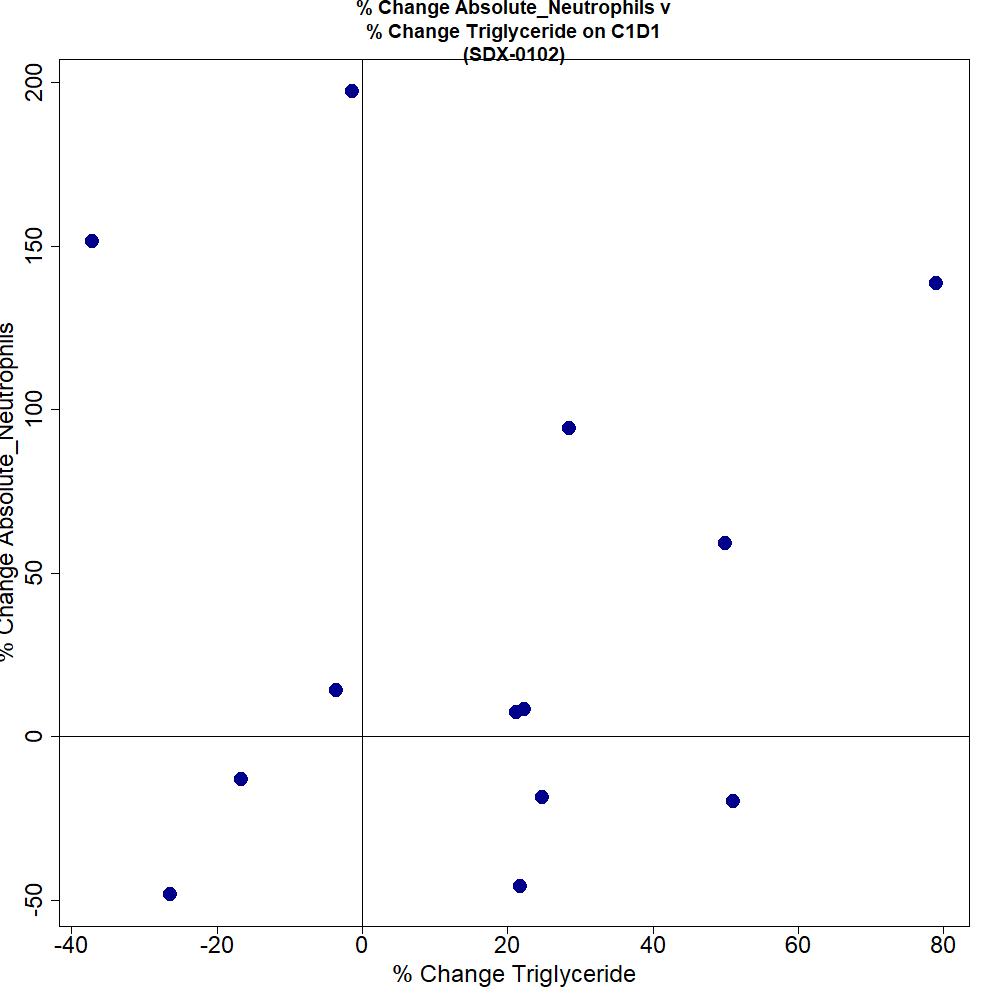 % Change Absolute_Neutrophils v
% Change Triglyceride on C1D1
(SDX-0102)
200
150
100
50
0
-50
% Change Absolute_Neutrophils
-40 -20 0 20 40 60 80
% Change Triglyceride